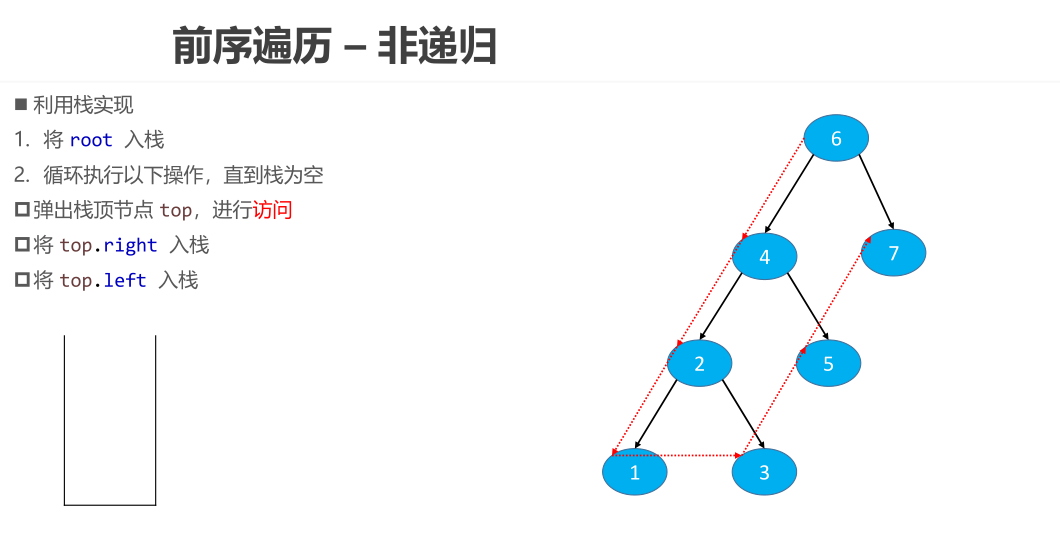 前序遍历 – 非递归
■ 利用栈实现
1. 将 root 入栈
2. 循环执行以下操作，直到栈为空
□弹出栈顶节点 top，进行访问
□将 top.right 入栈
□将 top.left 入栈
6
4
7
2
5
1
3